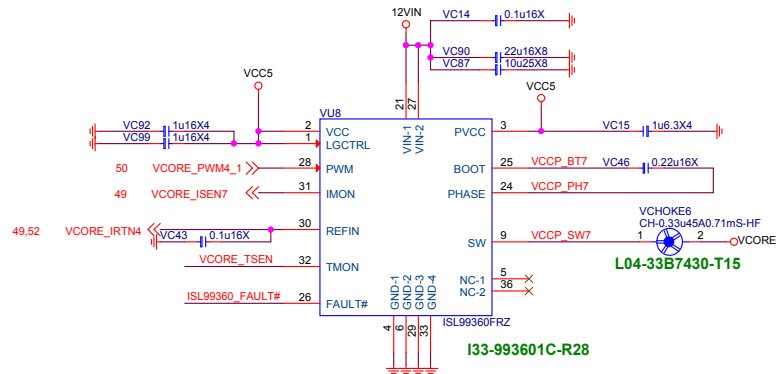 12VIN
VC14 0.1u16X
VC90 22u16X8
VC87 10u25X8
VCC5
VCC5
21
27
VU8
VC92 1u16X4
VC99 1u16X4
2 VCC
1 LGCTRL
VIN-1
VIN-2
PVCC 3
VC15 1u6.3X4
50 VCORE_PWM4_1 28 PWM
BOOT 25 VCCP_BT7 VC46 0.22u16X
49 VCORE_ISEN7 31 IMON
PHASE 24 VCCP_PH7
VCHOKE6
CH-0.33u45A0.71mS-HF
49,52 VCORE_IRTN4 30 REFIN
VC43 0.1u16X
SW 9 VCCP_SW7 1 2 VCORE
L04-33B7430-T15
VCORE_TSEN 32 TMON
NC-1 5
NC-2 36
ISL99360_FAULT# 26 FAULT#
GND-1
GND-2
GND-3
GND-4
ISL99360FRZ
4
6
29
33
I33-993601C-R28